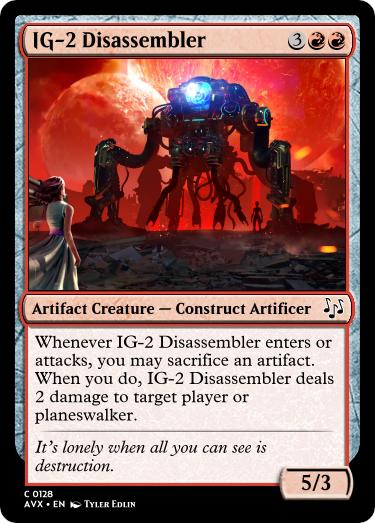 IG-2 Disassembler 3
Artifact Creature — Construct Artificer
Whenever IG-2 Disassembler enters or
attacks, you may sacrifice an artifact.
When you do, IG-2 Disassembler deals
2 damage to target player or
planeswalker.
It's lonely when all you can see is
destruction.
5/3
C 0128
AVX • EN Tyler Edlin